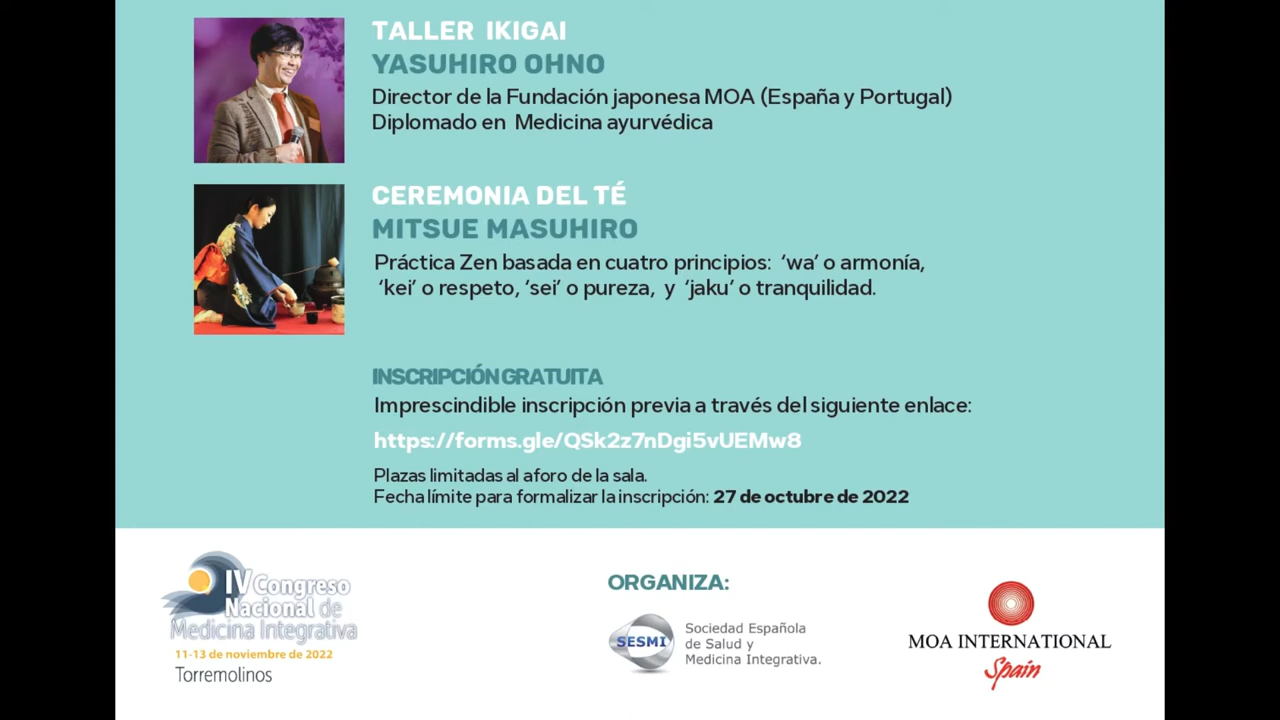 TALLER IKIGAI
YASUHIRO OHNO
Director de la Fundación japonesa MOA (España y Portugal)
Diplomado en Medicina ayurvédica
CEREMONIA DEL TÉ
MITSUE MASUHIRO
Práctica Zen basada en cuatro principios: ‘wa’ o armonía,
‘kei’ o respeto, ‘sei’ o pureza, y ‘jaku’ o tranquilidad.
INSCRIPCIÓN GRATUITA
Imprescindible inscripción previa a través del siguiente enlace:
https://forms.gle/QSk2z7nDgi5vUEMw8
Plazas limitadas al aforo de la sala.
Fecha límite para formalizar la inscripción: 27 de octubre de 2022
IV Congreso
Nacional de
Medicina Integrativa
11-13 de noviembre de 2022
Torremolinos
ORGANIZA:
SESMI
Sociedad Española
de Salud y
Medicina Integrativa.
MOA INTERNATIONAL
Spain